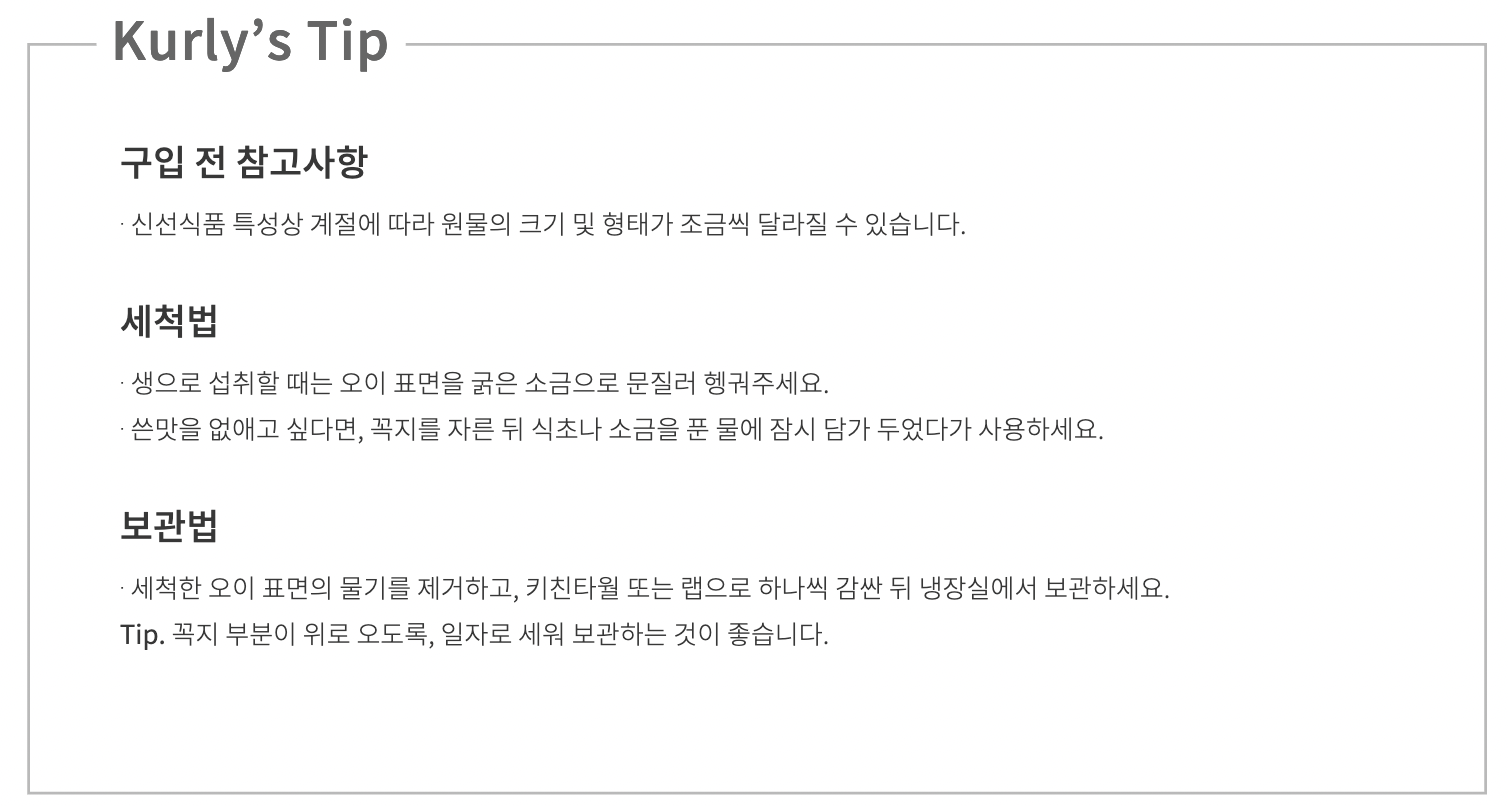 Kurly’s Tip
구입 전 참고사항
· 신선식품 특성상 계절에 따라 원물의 크기 및 형태가 조금씩 달라질 수 있습니다.
세척법
· 생으로 섭취할 때는 오이 표면을 굵은 소금으로 문질러 헹궈주세요.
· 쓴맛을 없애고 싶다면, 꼭지를 자른 뒤 식초나 소금을 푼 물에 잠시 담가 두었다가 사용하세요.
보관법
· 세척한 오이 표면의 물기를 제거하고, 키친타월 또는 랩으로 하나씩 감싼 뒤 냉장실에서 보관하세요.
Tip. 꼭지 부분이 위로 오도록, 일자로 세워 보관하는 것이 좋습니다.